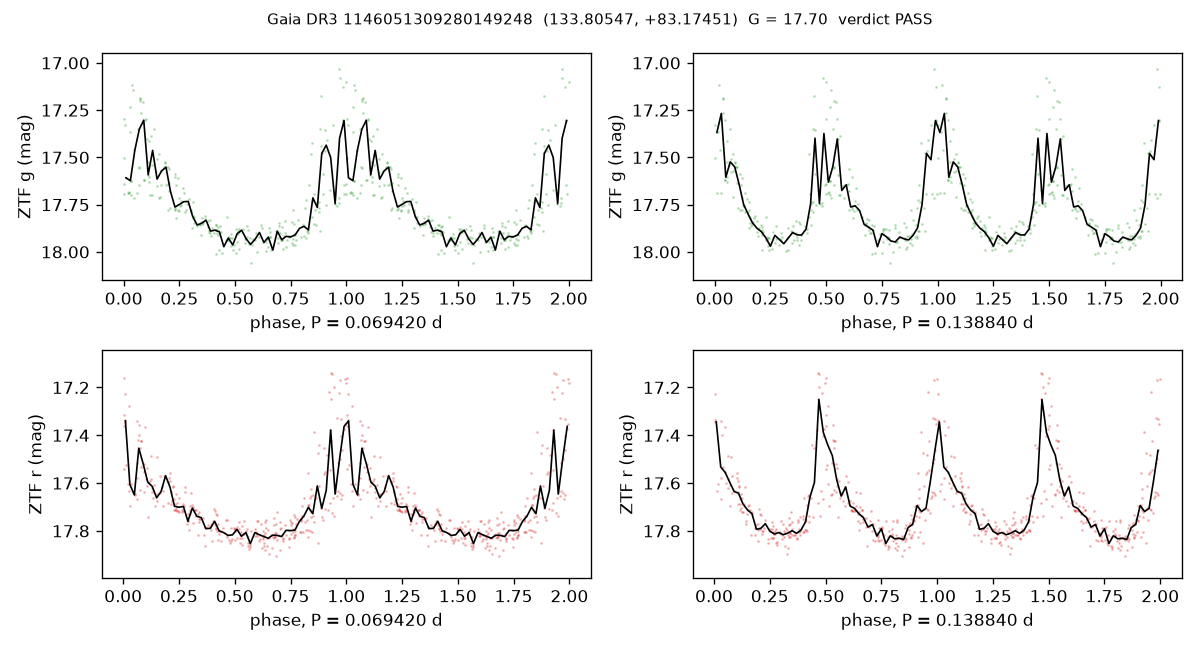 Gaia DR3 1146051309280149248 (133.80547, +83.17451) G = 17.70 verdict PASS
ZTF g (mag)
17.00
17.25
17.50
17.75
18.00
0.00 0.25 0.50 0.75 1.00 1.25 1.50 1.75 2.00
phase, P = 0.069420 d
ZTF g (mag)
17.00
17.25
17.50
17.75
18.00
0.00 0.25 0.50 0.75 1.00 1.25 1.50 1.75 2.00
phase, P = 0.138840 d
ZTF r (mag)
17.2
17.4
17.6
17.8
0.00 0.25 0.50 0.75 1.00 1.25 1.50 1.75 2.00
phase, P = 0.069420 d
ZTF r (mag)
17.2
17.4
17.6
17.8
0.00 0.25 0.50 0.75 1.00 1.25 1.50 1.75 2.00
phase, P = 0.138840 d